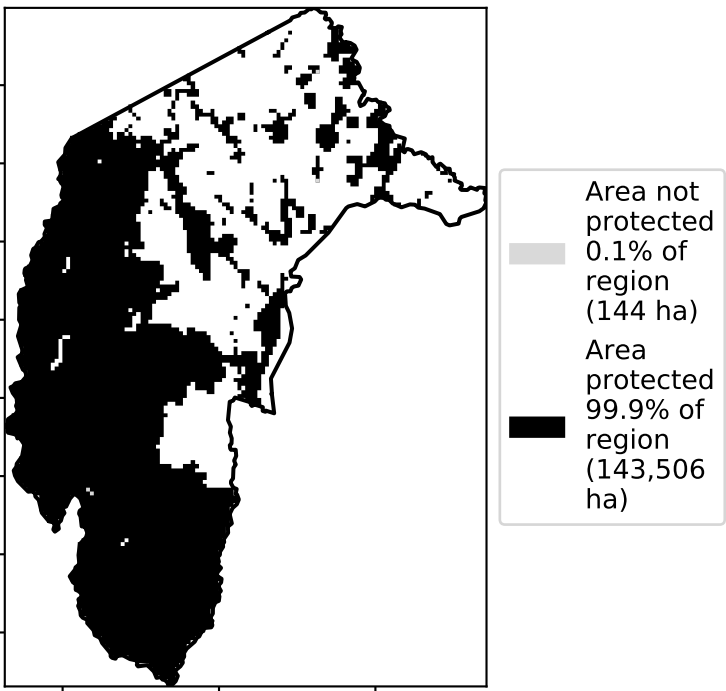 Area not
protected
0.1% of
region
(144 ha)
Area
protected
99.9% of
region
(143,506
ha)